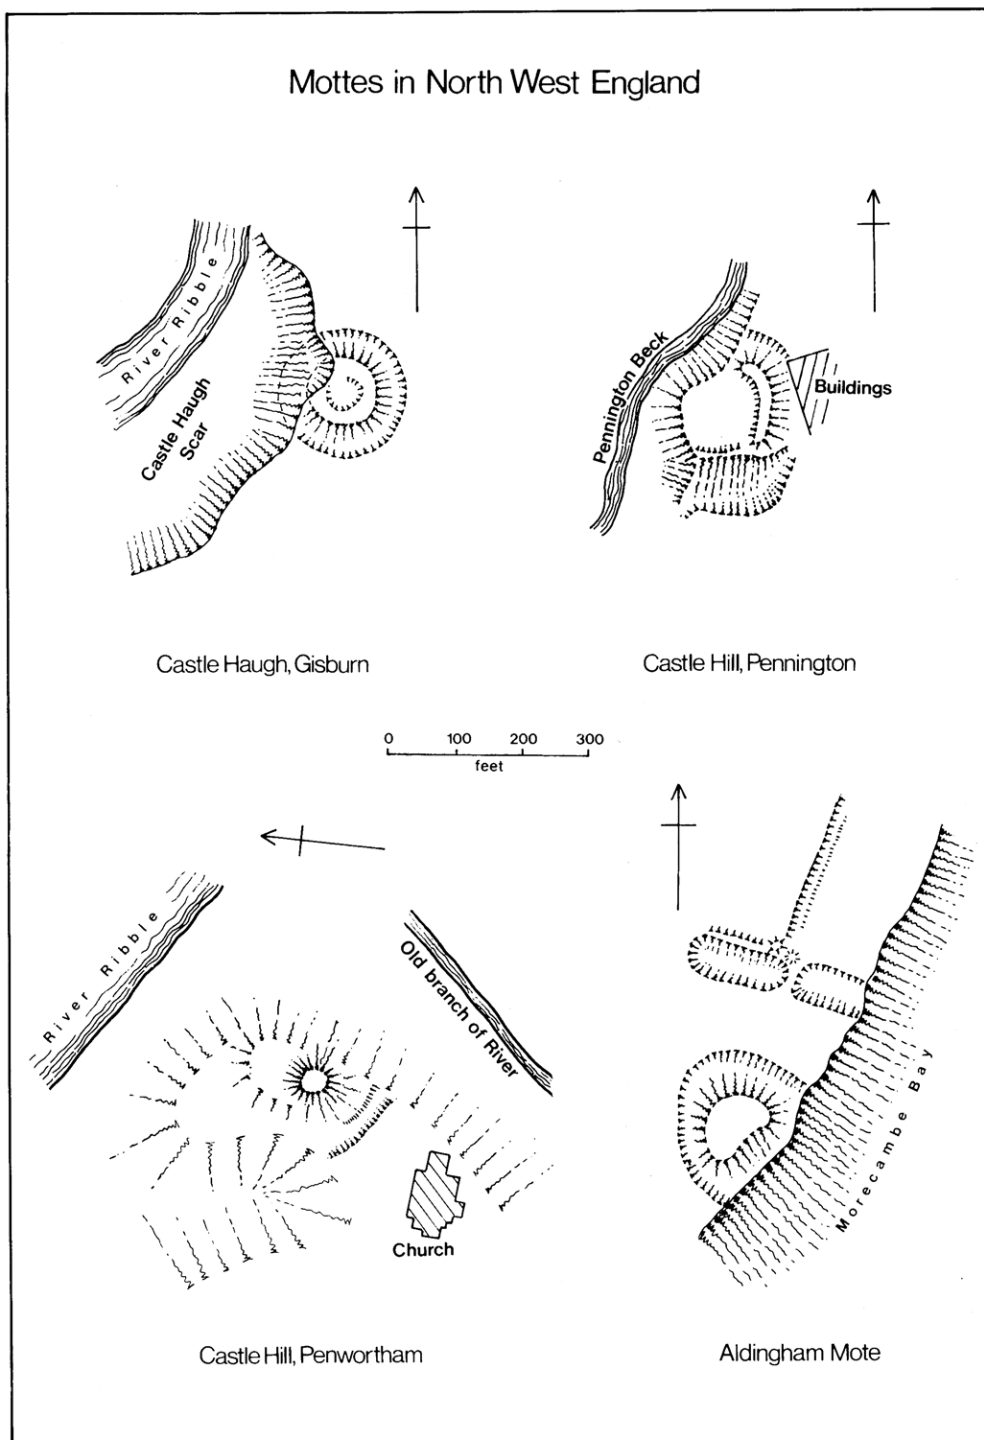 Mottes in North West England
River Ribble
Castle Haugh
Scar
Pennington Beck
Buildings
Castle Haugh, Gisburn
Castle Hill, Pennington
0 100 200 300
feet
River Ribble
Old branch of River
Church
Morecambe Bay
Castle Hill, Penwortham
Aldingham Mote